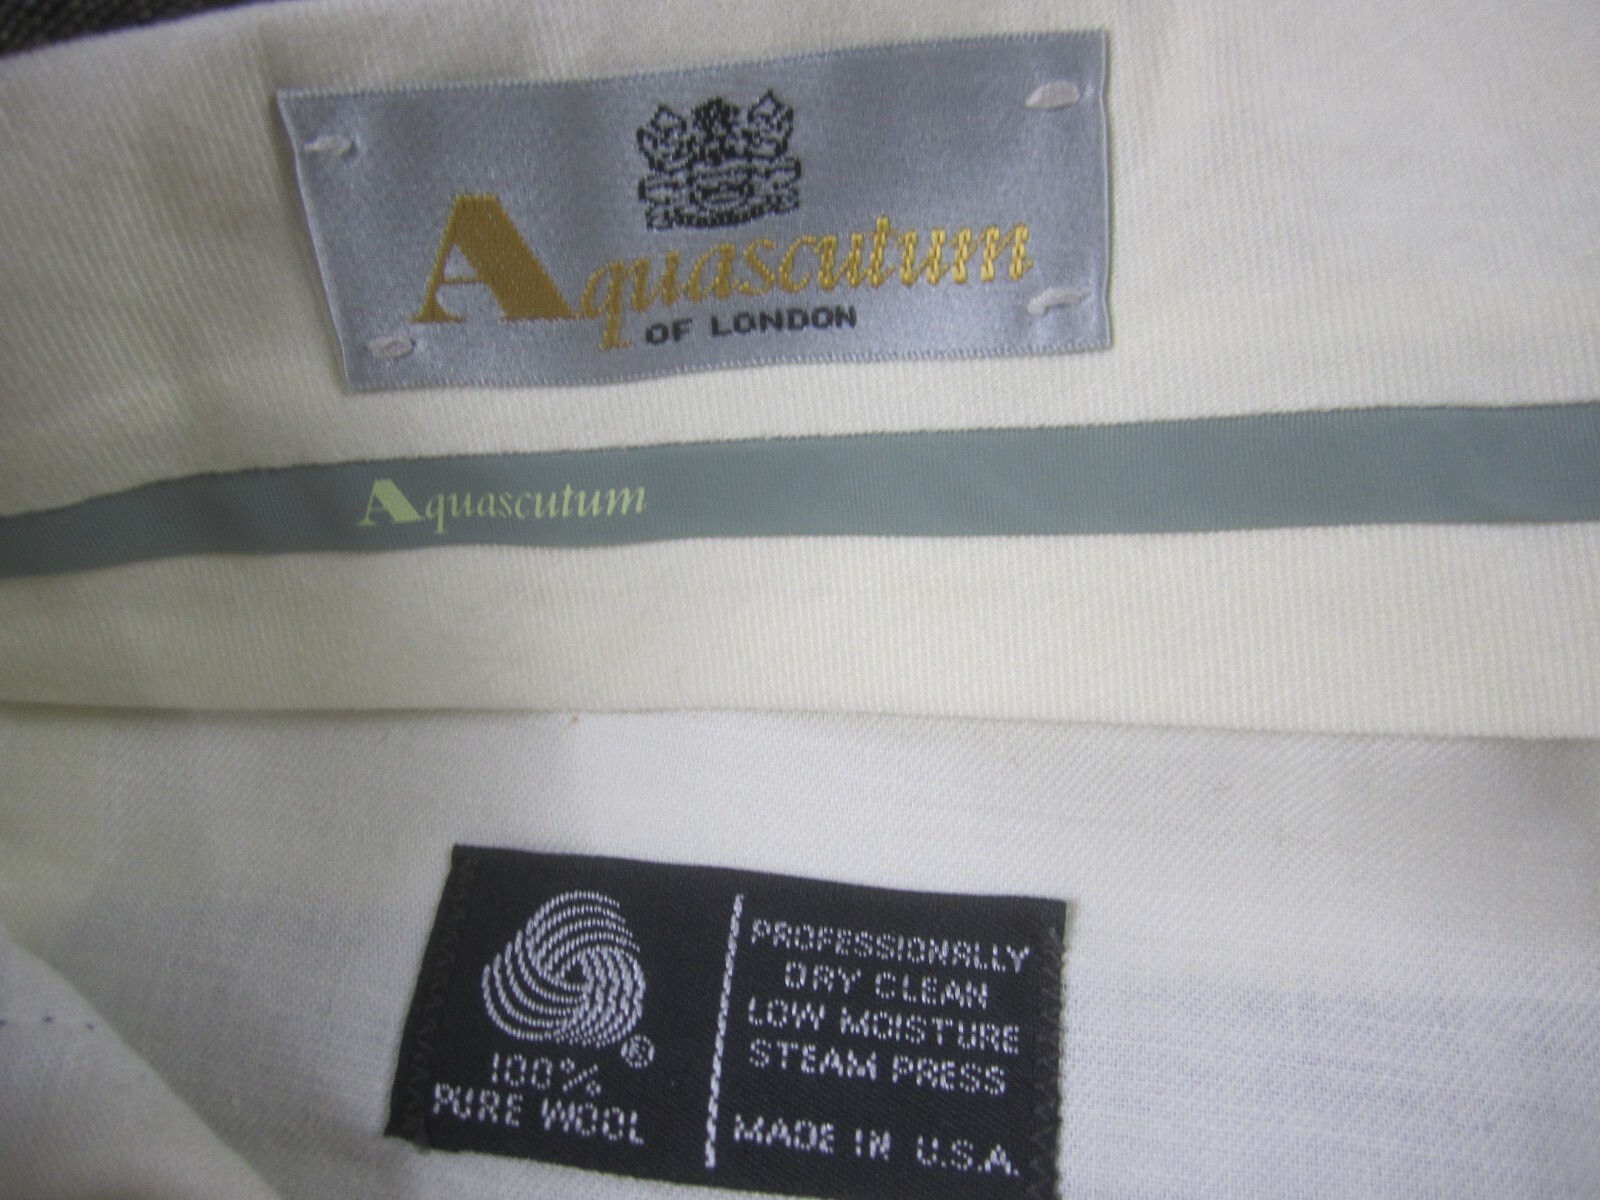 Aquascutum
OF LONDON
Aquascutum
100%
PURE WOOL
PROFESSIONALLY
DRY CLEAN
LOW MOISTURE
STEAM PRESS
MADE IN U.S.A.